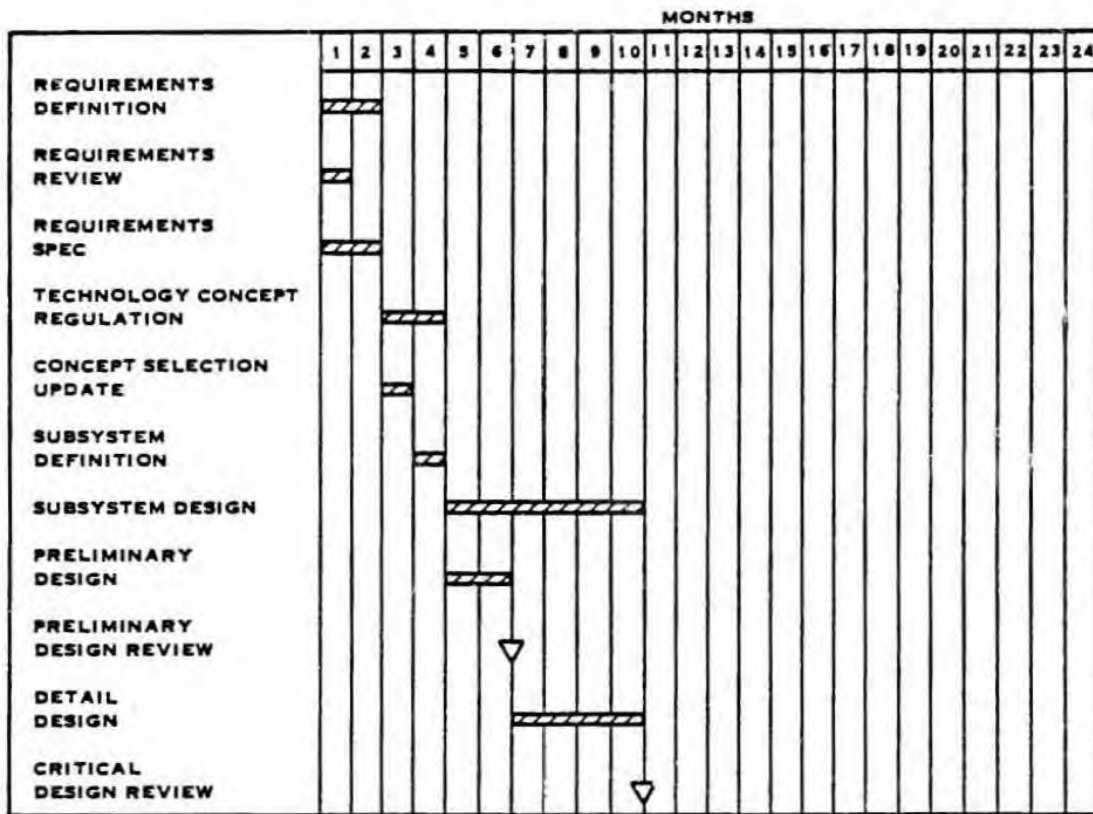 MONTHS
1 2 3 4 5 6 7 8 9 10 11 12 13 14 15 16 17 18 19 20 21 22 23 24
REQUIREMENTS
DEFINITION
REQUIREMENTS
REVIEW
REQUIREMENTS
SPEC
TECHNOLOGY CONCEPT
REGULATION
CONCEPT SELECTION
UPDATE
SUBSYSTEM
DEFINITION
SUBSYSTEM DESIGN
PRELIMINARY
DESIGN
PRELIMINARY
DESIGN REVIEW
DETAIL
DESIGN
CRITICAL
DESIGN REVIEW